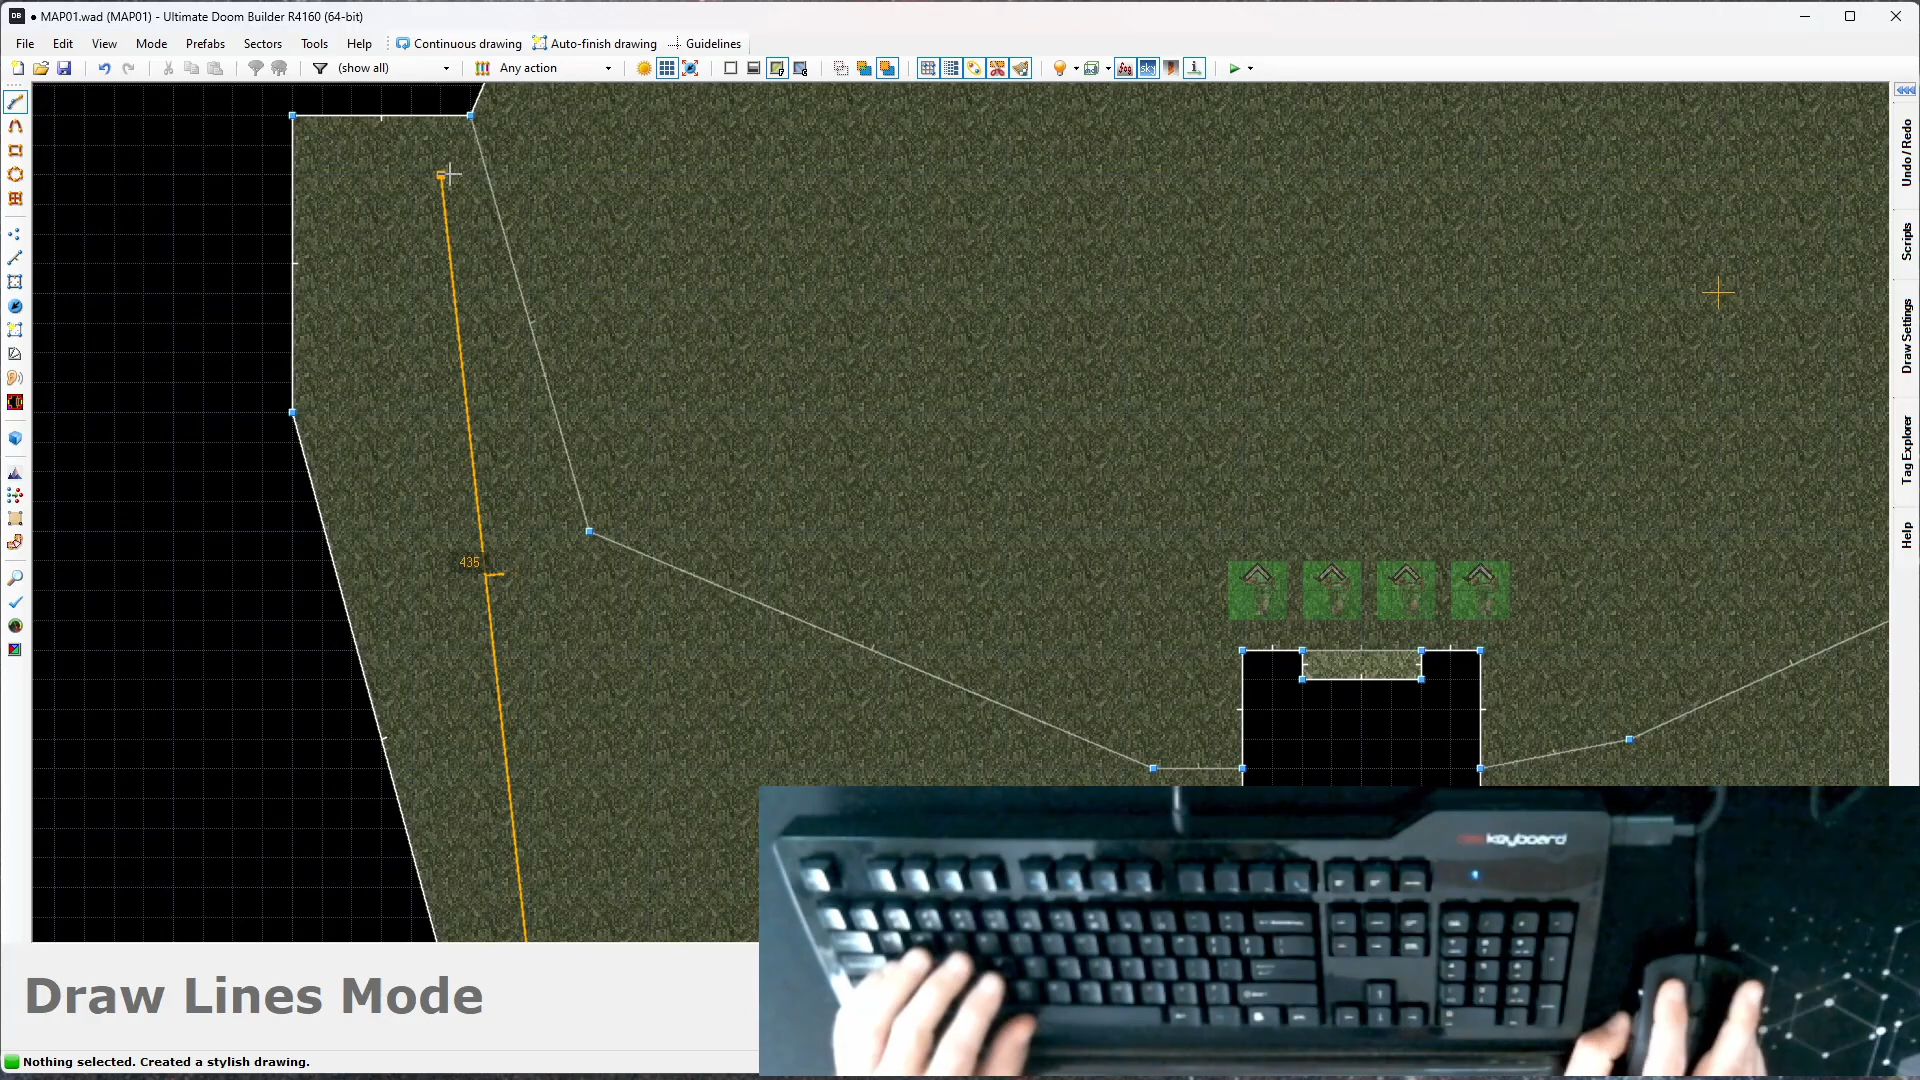 DB
• MAP01.wad (MAP01) - Ultimate Doom Builder R4160 (64-bit)
File Edit View Mode Prefabs Sectors Tools Help Continuous drawing Auto-finish drawing Guidelines
(show all) Any action sky
Undo / Redo
Scripts
Draw Settings
Tag Explorer
Help
435
keyboard
Draw Lines Mode
Nothing selected. Created a stylish drawing.